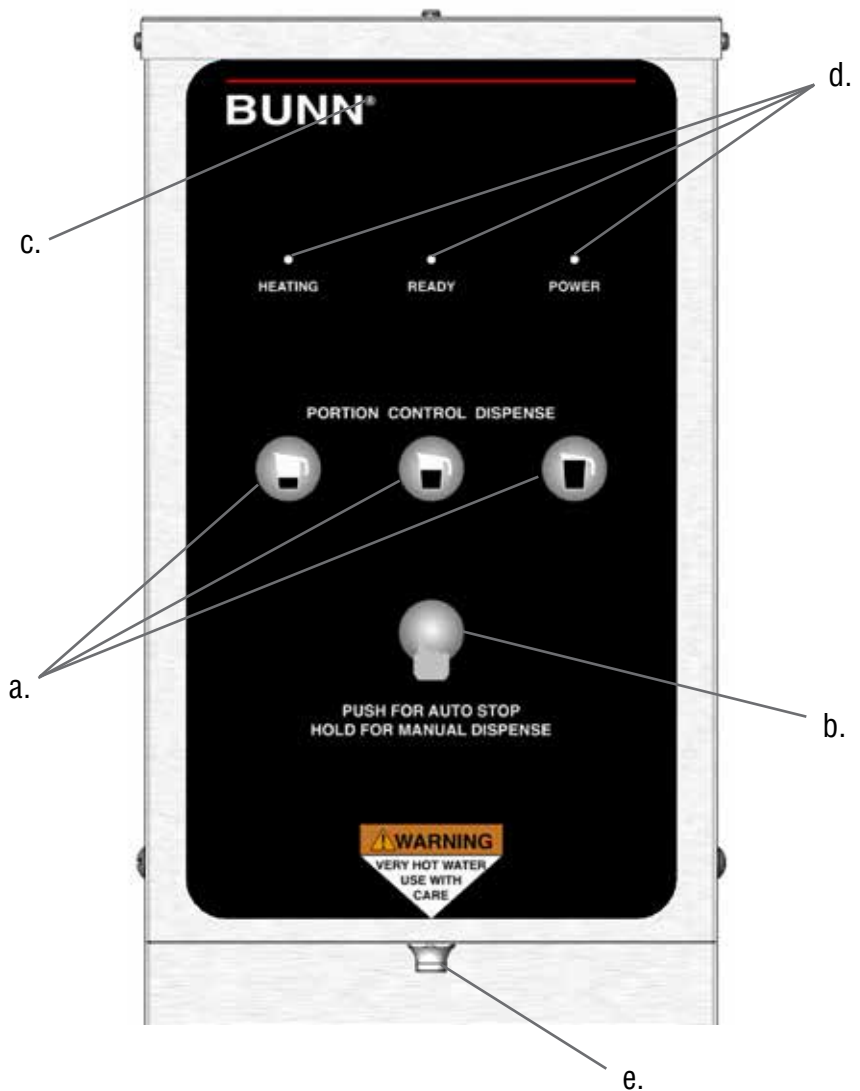 d.
BUNN®
c.
HEATING READY POWER
PORTION CONTROL DISPENSE
a.
PUSH FOR AUTO STOP
HOLD FOR MANUAL DISPENSE
b.
WARNING
VERY HOT WATER
USE WITH
CARE
e.